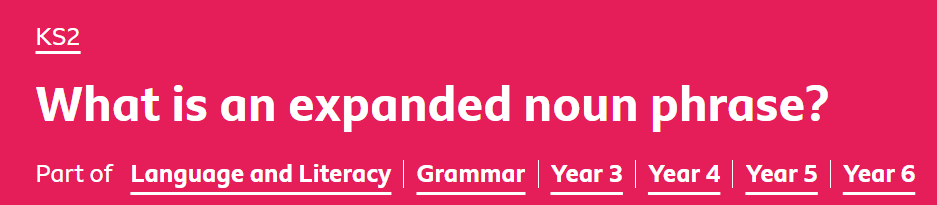 KS2
What is an expanded noun phrase?
Part of Language and Literacy Grammar Year 3 Year 4 Year 5 Year 6